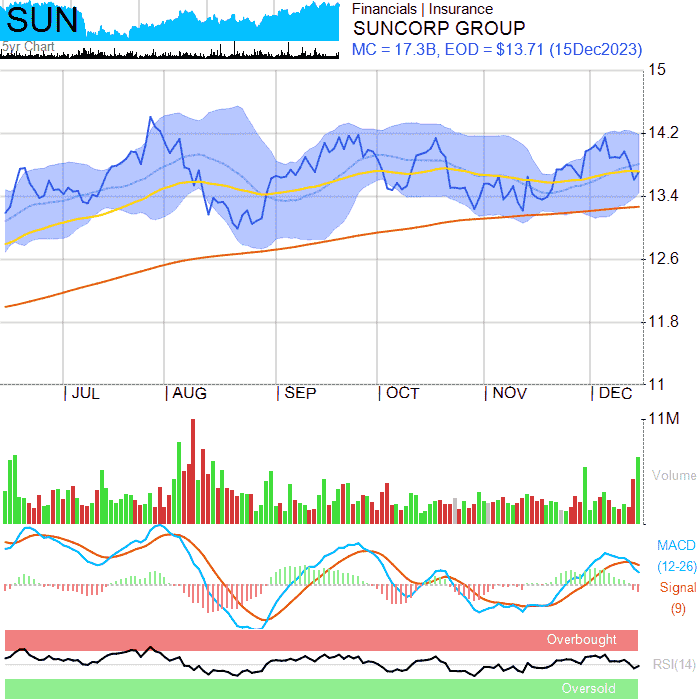 SUN
5yr Chart
Financials | Insurance
SUNCORP GROUP
MC = 17.3B, EOD = $13.71 (15Dec2023)
15
14.2
13.4
12.6
11.8
11
| JUL | AUG | SEP | OCT | NOV | DEC
11M
Volume
MACD
(12-26)
Signal
(9)
Overbought
RSI(14)
Oversold